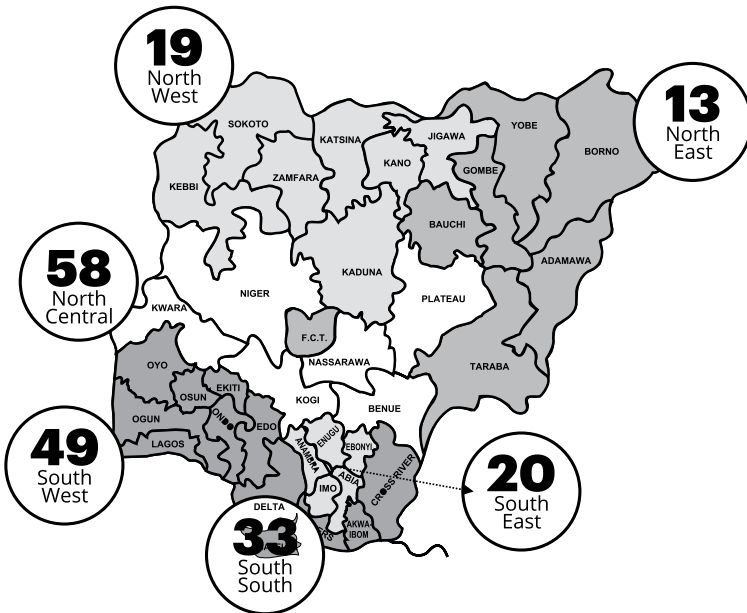 19
North
West
SOKOTO
KATSINA
JIGAWA
YOBE
BORNO
13
North
East
KEBBI
ZAMFARA
KANO
GOMBE
BAUCHI
ADAMAWA
58
North
Central
NIGER
KADUNA
PLATEAU
KWARA
F.C.T.
NASSARAWA
TARABA
OYO
OSUN
EKITI
KOGI
BENUE
OGUN
ONDO
EDO
LAGOS
ENUGU
EBONYI
ANAMBRA
ABIA
IMO
CROSS RIVER
49
South
West
20
South
East
DELTA
AKWA-
IBOM
33
South
South